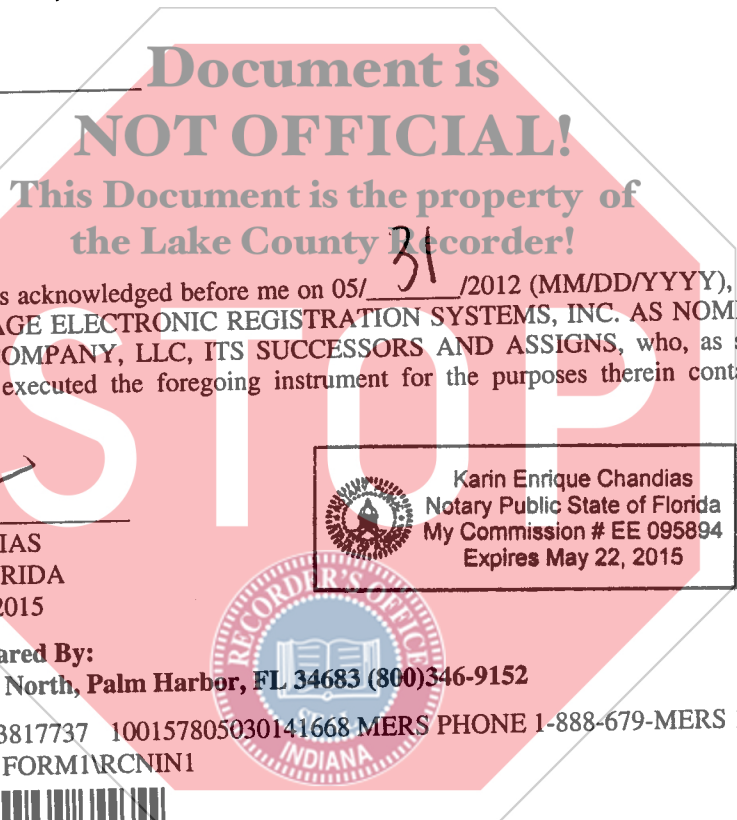 Document is
NOT OFFICIAL!
This Document is the property of
the Lake County Recorder!
s acknowledged before me on 05/ 31 /2012 (MM/DD/YYYY),
AGE ELECTRONIC REGISTRATION SYSTEMS, INC. AS NOM
COMPANY, LLC, ITS SUCCESSORS AND ASSIGNS, who, as
executed the foregoing instrument for the purposes therein cont
STOP
Karin Enrique Chandias
Notary Public State of Florida
My Commission # EE 095894
Expires May 22, 2015
IAS
RIDA
2015
ared By:
North, Palm Harbor, FL 34683 (800)346-9152
3817737 100157805030141668 MERS PHONE 1-888-679-MERS
FORM1\RCNIN1
RECORDER'S OFFICE
SEAL
INDIANA